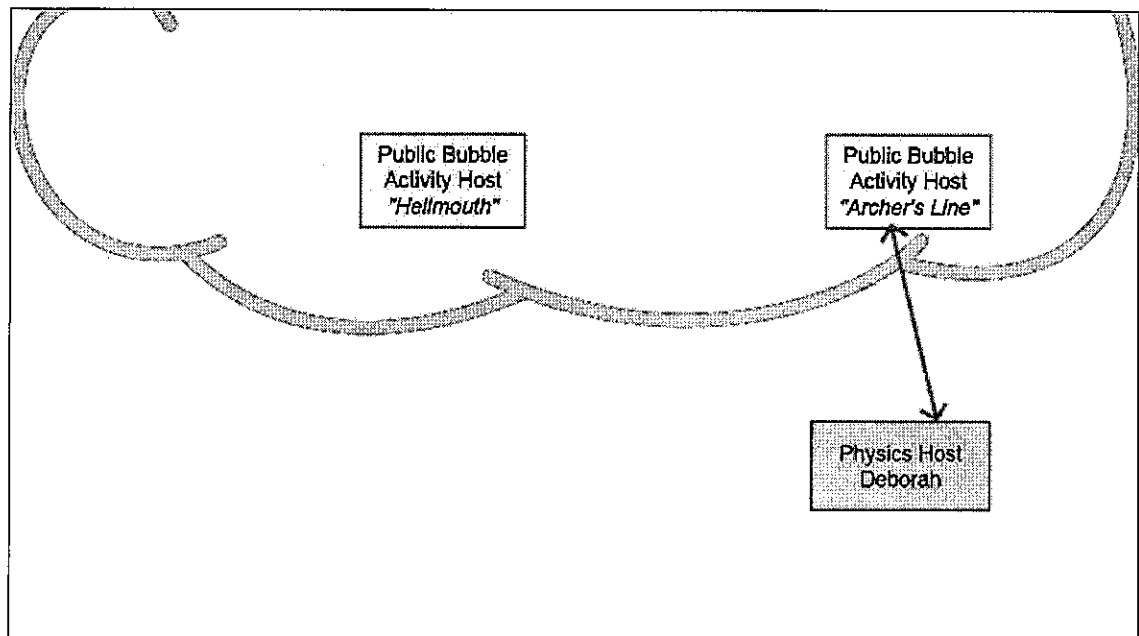 Public Bubble
Activity Host
"Hellmouth"
Public Bubble
Activity Host
"Archer's Line"
Physics Host
Deborah